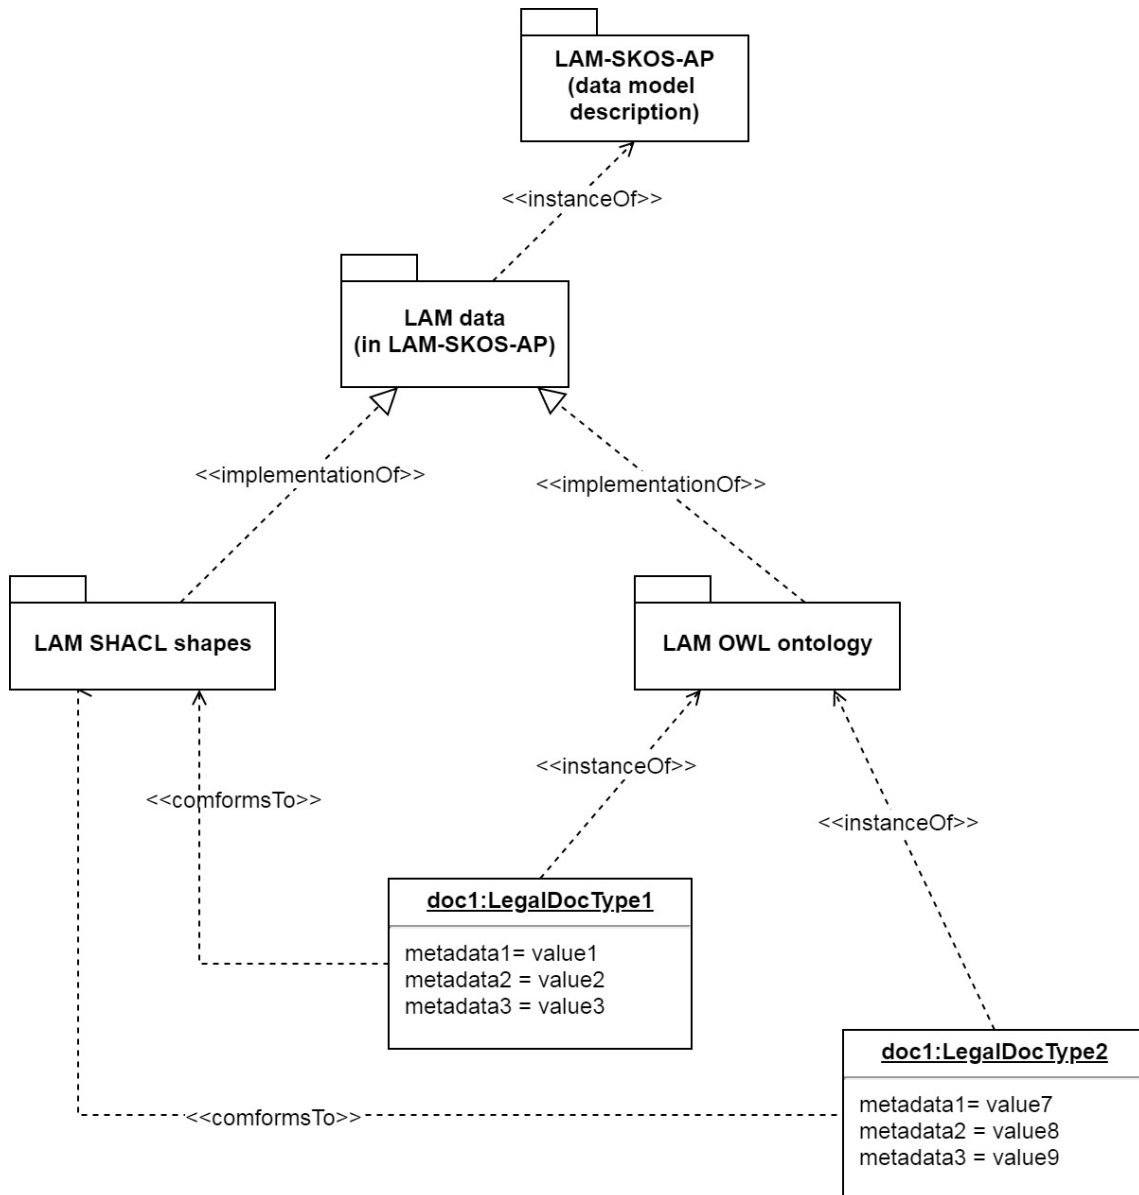 LAM-SKOS-AP
(data model
description)
<<instanceOf>>
LAM data
(in LAM-SKOS-AP)
<<implementationOf>>
<<implementationOf>>
LAM SHACL shapes
LAM OWL ontology
<<instanceOf>>
<<comformsTo>>
<<instanceOf>>
doc1:LegalDocType1
metadata1= value1
metadata2 = value2
metadata3 = value3
doc1:LegalDocType2
metadata1= value7
metadata2 = value8
metadata3 = value9
<<comformsTo>>